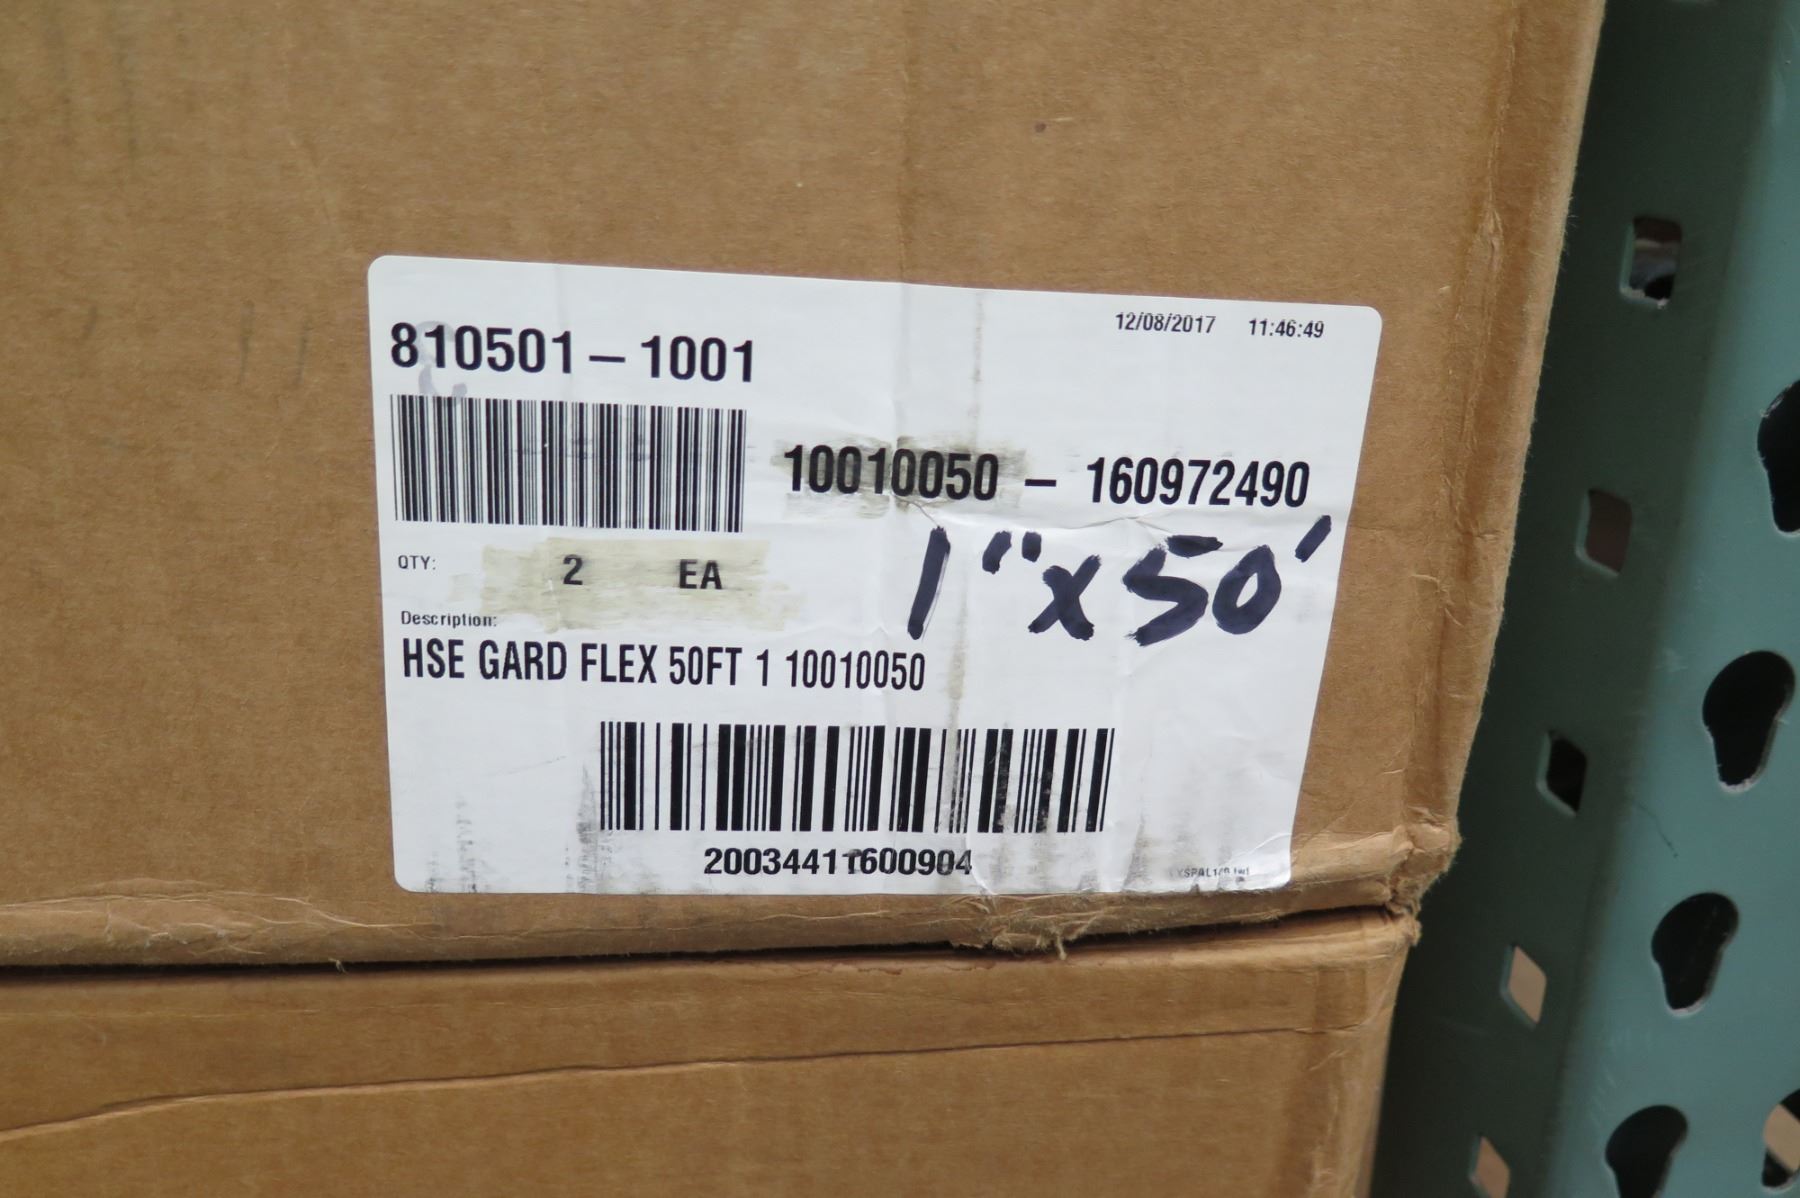 12/08/2017 11:46:49
810501-1001
10010050 - 160972490
QTY: 2 EA
1"x50'
Description:
HSE GARD FLEX 50FT 1 10010050
20034411600904